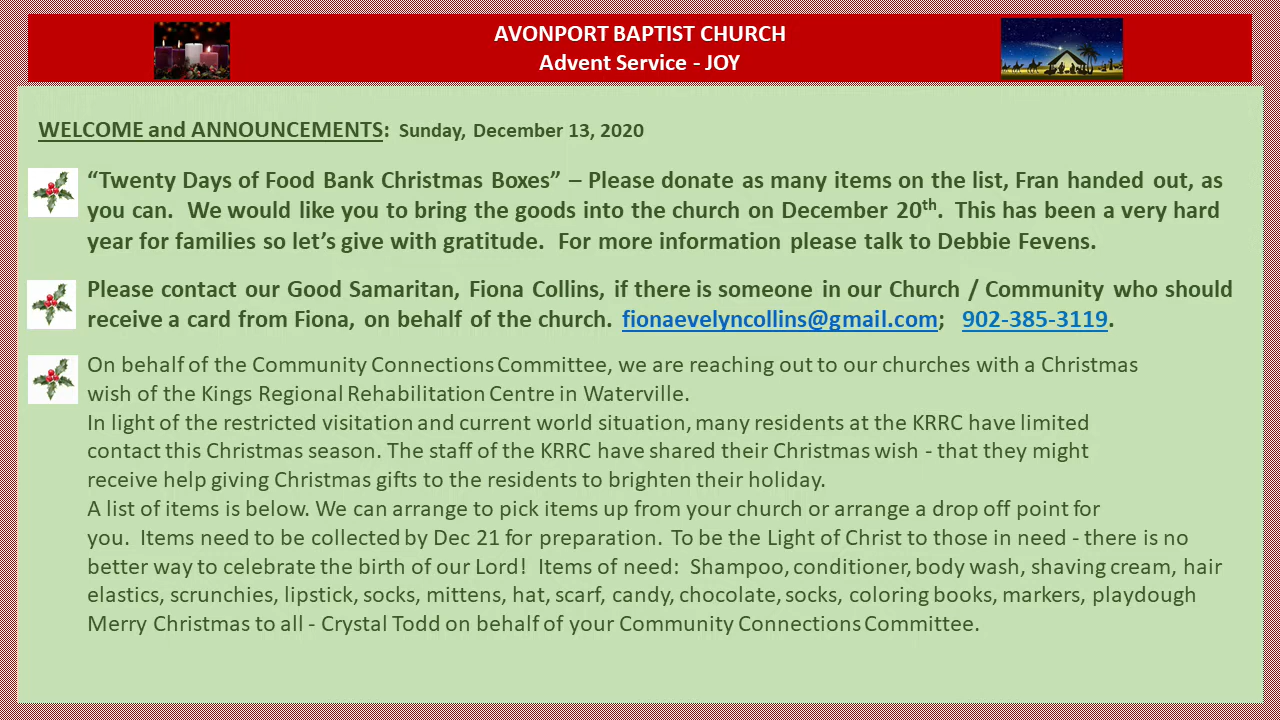 AVONPORT BAPTIST CHURCH
Advent Service - JOY
WELCOME and ANNOUNCEMENTS: Sunday, December 13, 2020
“Twenty Days of Food Bank Christmas Boxes” – Please donate as many items on the list, Fran handed out, as
you can. We would like you to bring the goods into the church on December 20th. This has been a very hard
year for families so let’s give with gratitude. For more information please talk to Debbie Fevens.
Please contact our Good Samaritan, Fiona Collins, if there is someone in our Church / Community who should
receive a card from Fiona, on behalf of the church. fionaevelyncollins@gmail.com; 902-385-3119.
On behalf of the Community Connections Committee, we are reaching out to our churches with a Christmas
wish of the Kings Regional Rehabilitation Centre in Waterville.
In light of the restricted visitation and current world situation, many residents at the KRRC have limited
contact this Christmas season. The staff of the KRRC have shared their Christmas wish - that they might
receive help giving Christmas gifts to the residents to brighten their holiday.
A list of items is below. We can arrange to pick items up from your church or arrange a drop off point for
you. Items need to be collected by Dec 21 for preparation. To be the Light of Christ to those in need - there is no
better way to celebrate the birth of our Lord! Items of need: Shampoo, conditioner, body wash, shaving cream, hair
elastics, scrunchies, lipstick, socks, mittens, hat, scarf, candy, chocolate, socks, coloring books, markers, playdough
Merry Christmas to all - Crystal Todd on behalf of your Community Connections Committee.